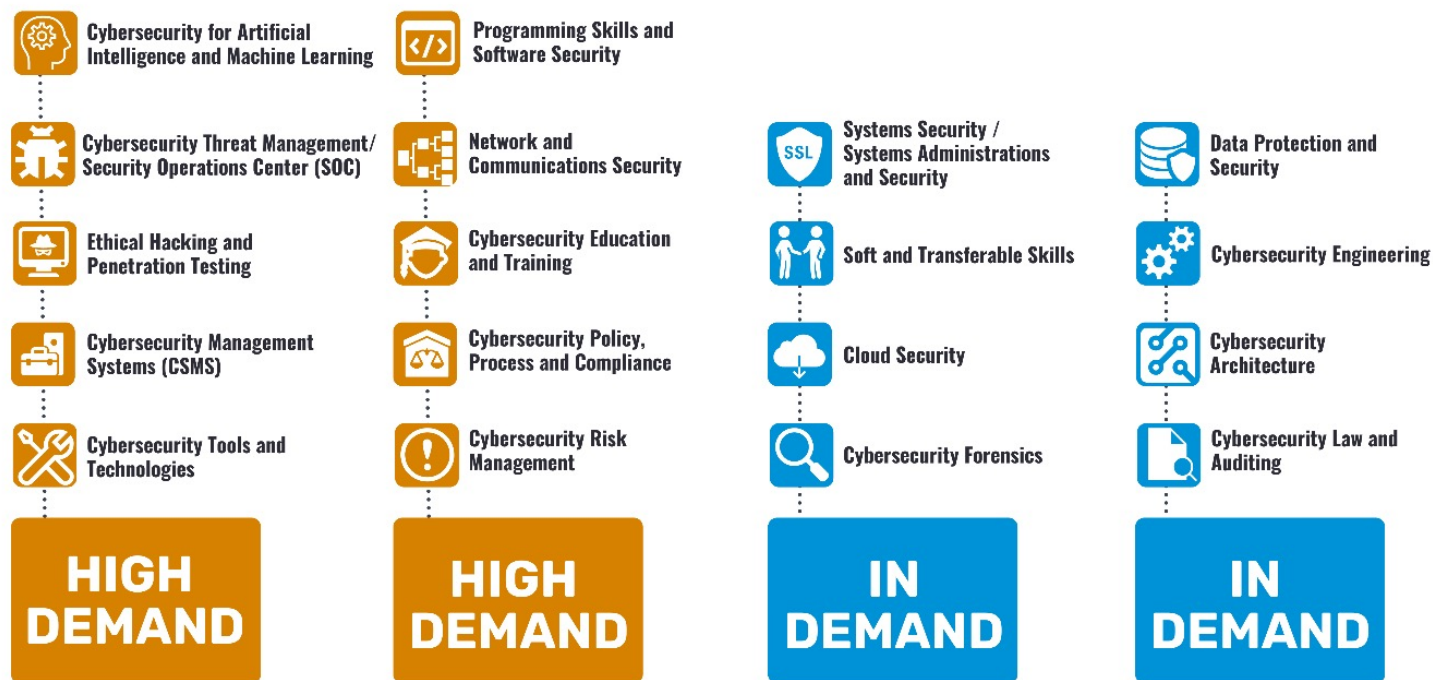 Cybersecurity for Artificial
Intelligence and Machine Learning
Cybersecurity Threat Management/
Security Operations Center (SOC)
Ethical Hacking and
Penetration Testing
Cybersecurity Management
Systems (CSMS)
Cybersecurity Tools and
Technologies
HIGH
DEMAND
</>
Programming Skills and
Software Security
Network and
Communications Security
Cybersecurity Education
and Training
Cybersecurity Policy,
Process and Compliance
Cybersecurity Risk
Management
HIGH
DEMAND
SSL
Systems Security /
Systems Administrations
and Security
Soft and Transferable Skills
Cloud Security
Cybersecurity Forensics
IN
DEMAND
Data Protection and
Security
Cybersecurity Engineering
Cybersecurity
Architecture
Cybersecurity Law and
Auditing
IN
DEMAND